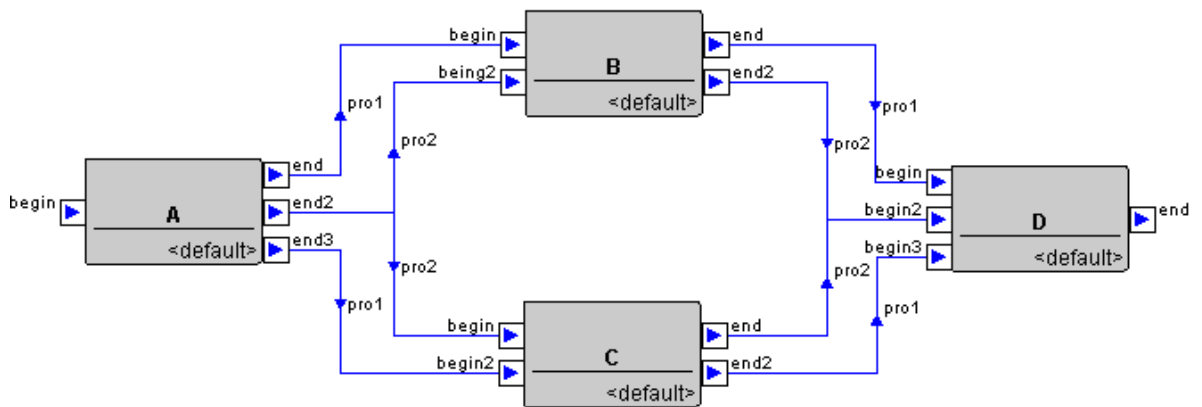 begin
end
being2
B
end2
<default>
pro1
pro1
pro2
pro2
end
begin
begin
A
end2
begin2
D
end
end3
<default>
begin3
<default>
pro2
pro2
pro1
pro1
begin
end
C
begin2
end2
<default>